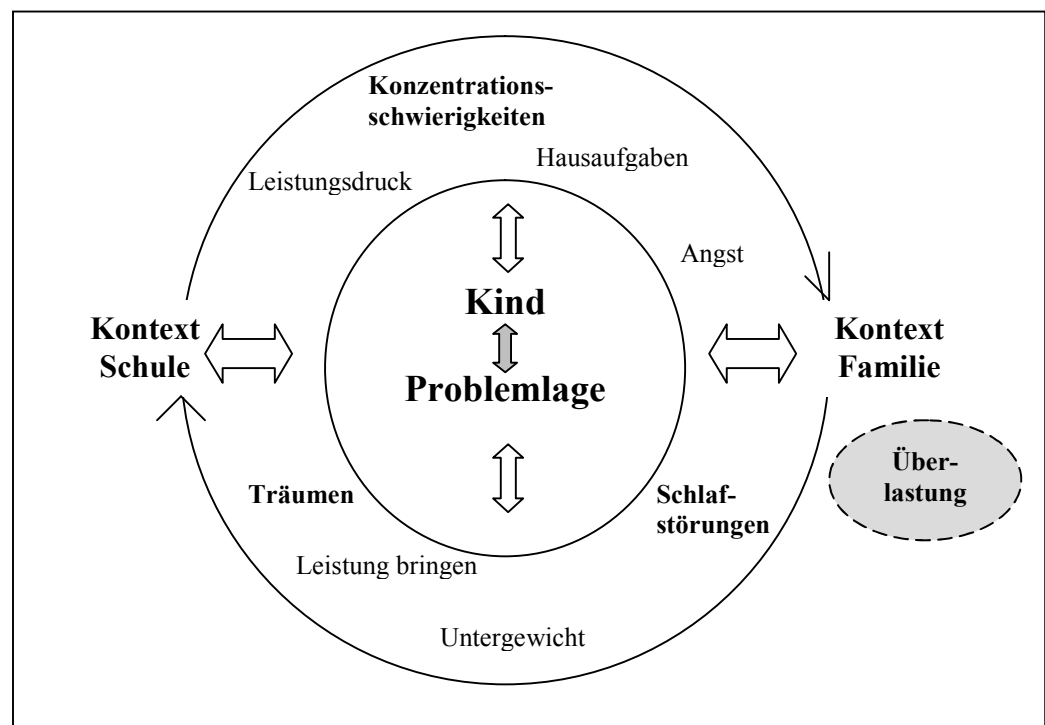 Konzentrations-
schwierigkeiten
Hausaufgaben
Leistungsdruck
Angst
Kind
Kontext
Schule
Kontext
Familie
Problemlage
Über-
lastung
Träumen
Schlaf-
störungen
Leistung bringen
Untergewicht